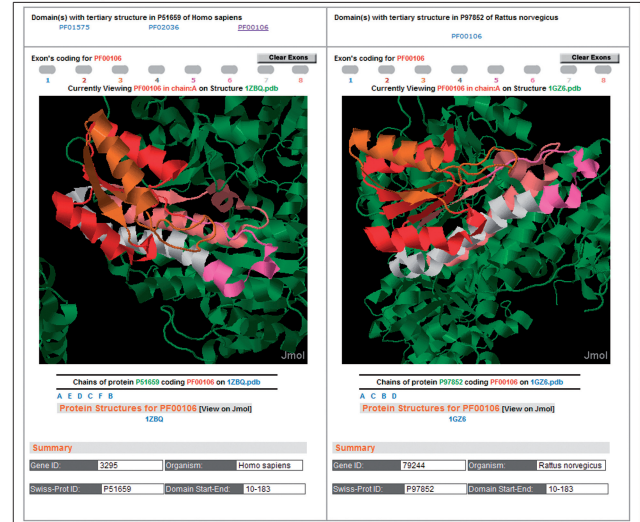 Domain(s) with tertiary structure in P51659 of Homo sapiens
PF01575 PF02036 PF00106
Exon's coding for PF00106
Clear Exons
1 2 3 4 5 6 7 8
Currently Viewing PF00106 in chain:A on Structure 1ZBQ.pdb
Jmol
Chains of protein P51659 coding PF00106 on 1ZBQ.pdb
A E D C F B
Protein Structures for PF00106 [View on Jmol]
1ZBQ
Summary
Gene ID: 3295 Organism: Homo sapiens
Swiss-Prot ID: P51659 Domain Start-End: 10-183
Domain(s) with tertiary structure in P97852 of Rattus norvegicus
PF00106
Exon's coding for PF00106
Clear Exons
1 2 3 4 5 6 7 8
Currently Viewing PF00106 in chain:A on Structure 1GZ6.pdb
Jmol
Chains of protein P97852 coding PF00106 on 1GZ6.pdb
A C B D
Protein Structures for PF00106 [View on Jmol]
1GZ6
Summary
Gene ID: 79244 Organism: Rattus norvegicus
Swiss-Prot ID: P97852 Domain Start-End: 10-183